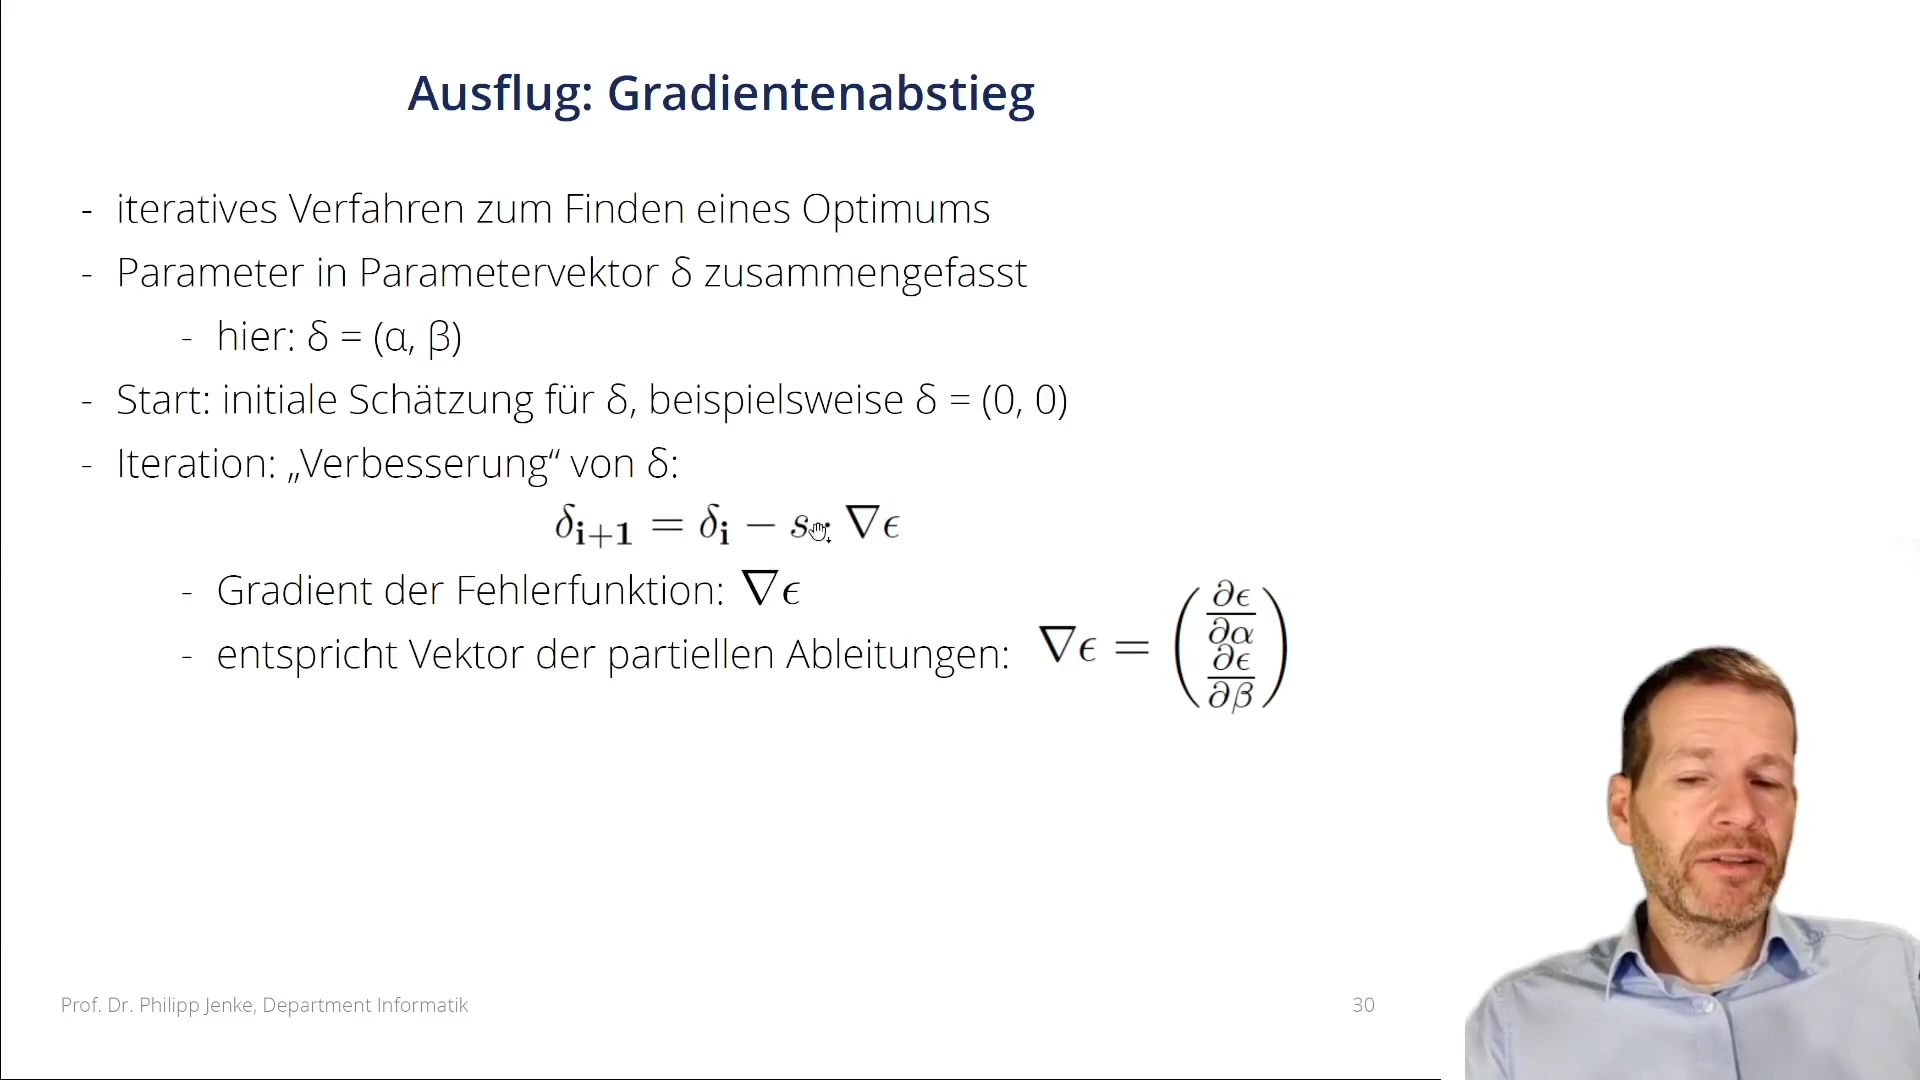 Ausflug: Gradientenabstieg
- iteratives Verfahren zum Finden eines Optimums
- Parameter in Parametervektor δ zusammengefasst
- hier: δ = (α, β)
- Start: initiale Schätzung für δ, beispielsweise δ = (0, 0)
- Iteration: „Verbesserung“ von δ:
δ_{i+1} = δ_i − s · ∇ϵ
- Gradient der Fehlerfunktion: ∇ϵ
- entspricht Vektor der partiellen Ableitungen: ∇ϵ = (∂ϵ/∂α ∂ϵ/∂β)
Prof. Dr. Philipp Jenke, Department Informatik
30